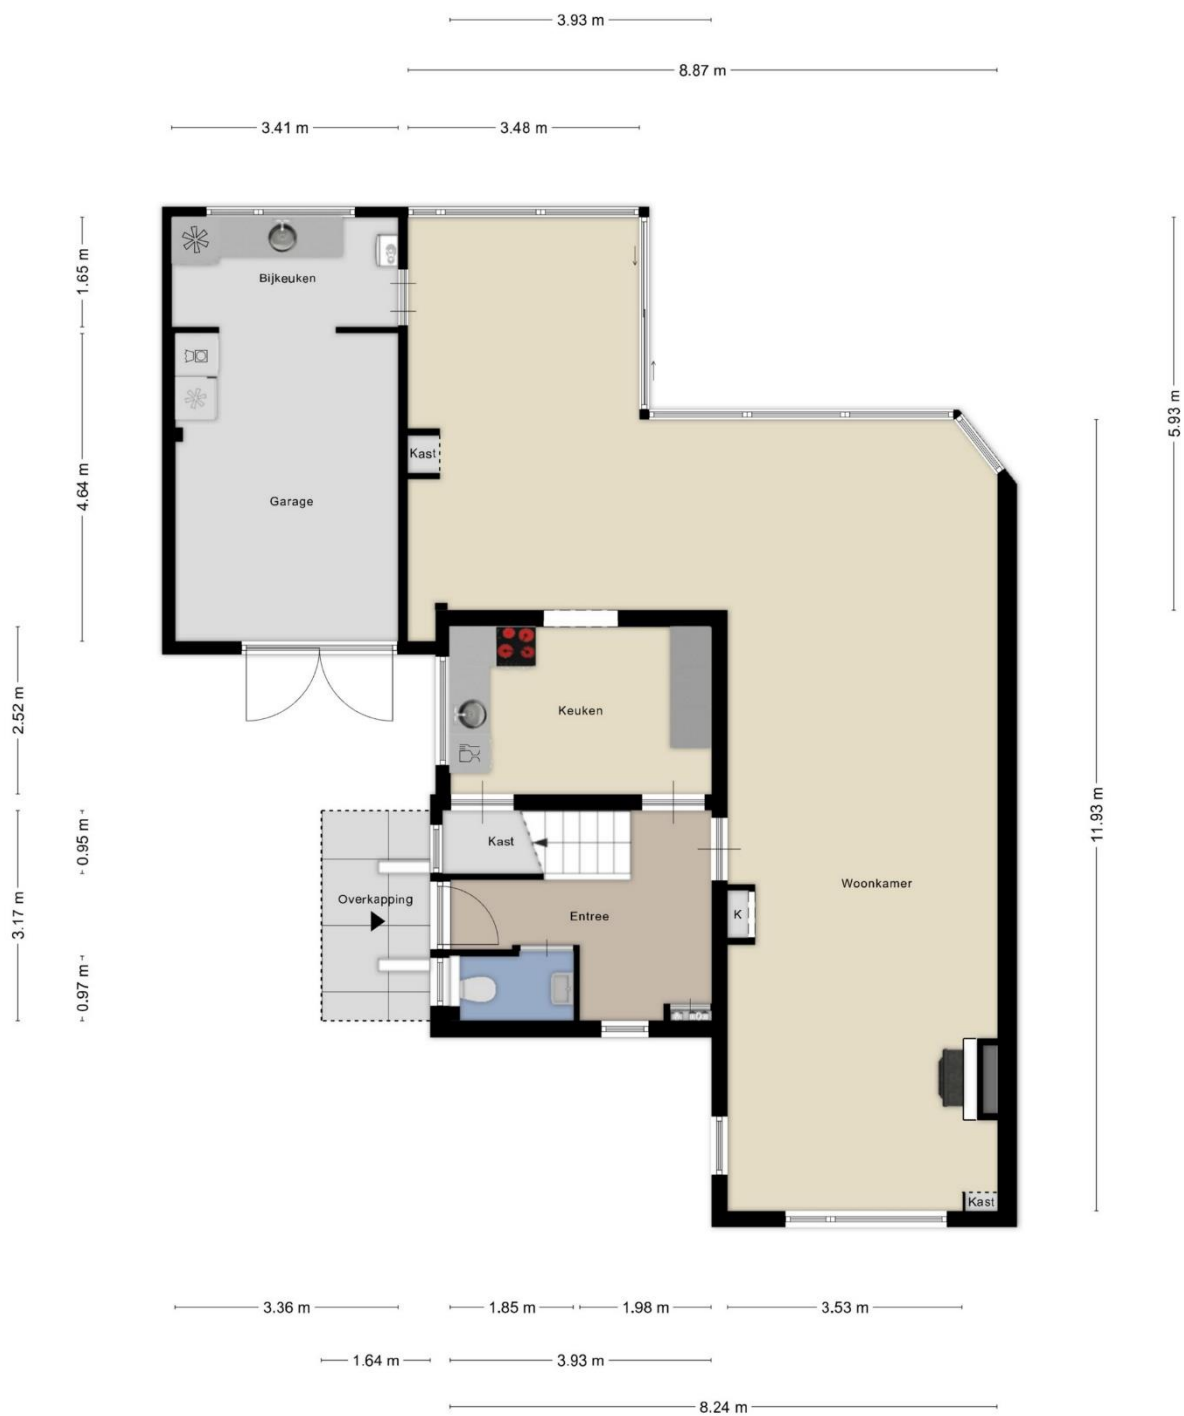 3.93 m
8.87 m
3.41 m
3.48 m
1.65 m
Bijkeuken
5.93 m
Kast
4.64 m
Garage
2.52 m
Keuken
11.93 m
0.95 m
Kast
3.17 m
Overkapping
Entree
Woonkamer
K
0.97 m
Kast
3.36 m
1.85 m
1.98 m
3.53 m
1.64 m
3.93 m
8.24 m